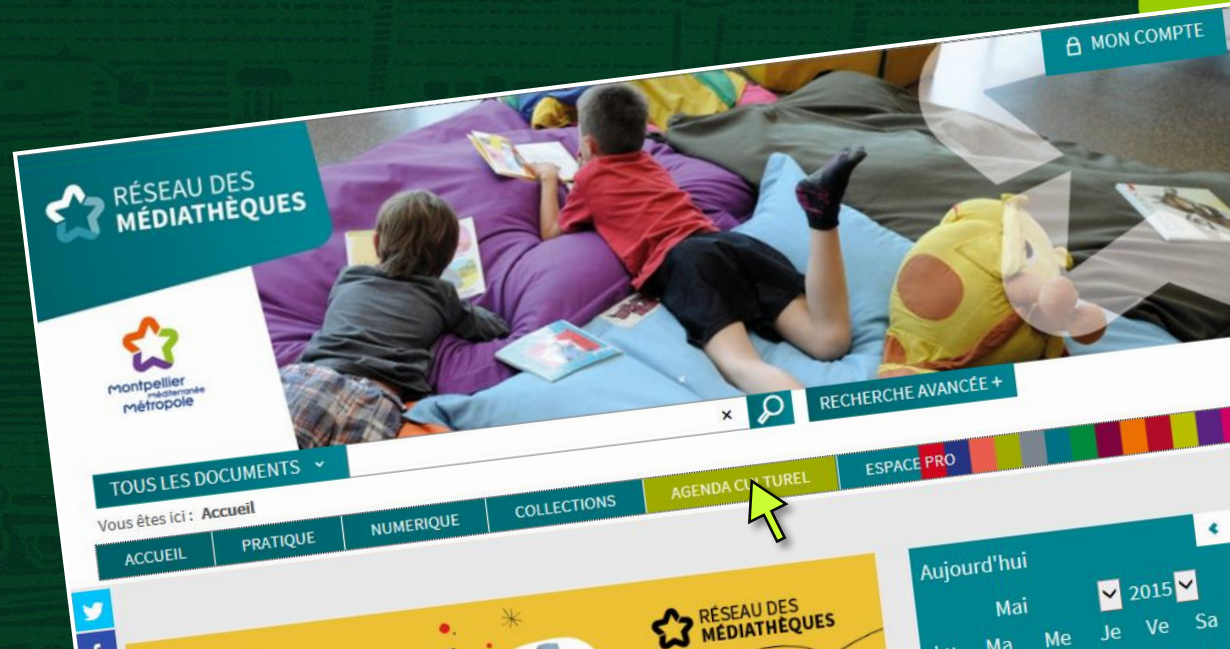 MON COMPTE
RÉSEAU DES
MÉDIATHÈQUES
montpellier
méditerranée
métropole
RECHERCHE AVANCÉE +
TOUS LES DOCUMENTS
Vous êtes ici : Accueil
ACCUEIL PRATIQUE NUMERIQUE COLLECTIONS AGENDA CULTUREL ESPACE PRO
Aujourd'hui
Mai 2015
Ma Me Je Ve Sa
RÉSEAU DES
MÉDIATHÈQUES